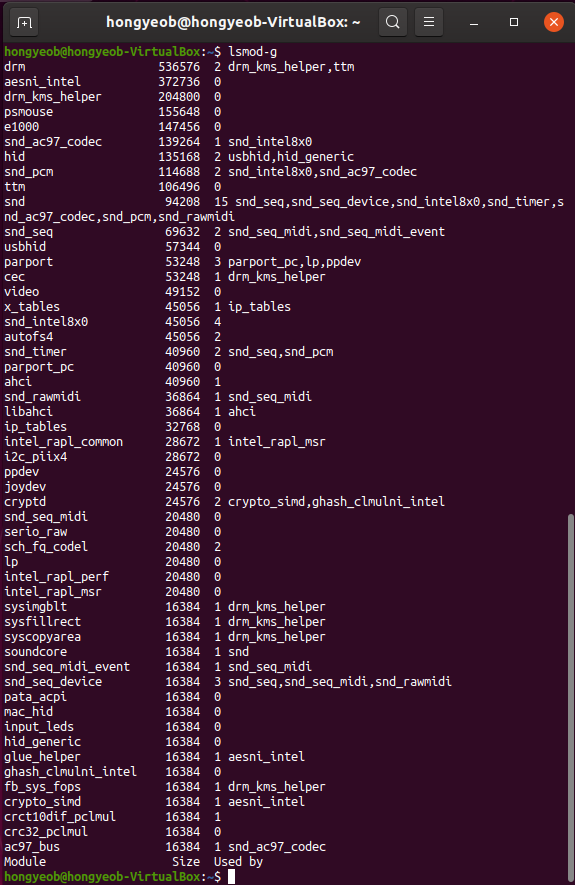 hongyeob@hongyeob-VirtualBox: ~
hongyeob@hongyeob-VirtualBox:~$ lsmod-g
drm 536576 2 drm_kms_helper,ttm
aesni_intel 372736 0
drm_kms_helper 204800 0
psmouse 155648 0
e1000 147456 0
snd_ac97_codec 139264 1 snd_intel8x0
hid 135168 2 usbhid,hid_generic
snd_pcm 114688 2 snd_intel8x0,snd_ac97_codec
ttm 106496 0
snd 94208 15 snd_seq,snd_seq_device,snd_intel8x0,snd_timer,s
nd_ac97_codec,snd_pcm,snd_rawmidi
snd_seq 69632 2 snd_seq_midi,snd_seq_midi_event
usbhid 57344 0
parport 53248 3 parport_pc,lp,ppdev
cec 53248 1 drm_kms_helper
video 49152 0
x_tables 45056 1 ip_tables
snd_intel8x0 45056 4
autofs4 45056 2
snd_timer 40960 2 snd_seq,snd_pcm
parport_pc 40960 0
ahci 40960 1
snd_rawmidi 36864 1 snd_seq_midi
libahci 36864 1 ahci
ip_tables 32768 0
intel_rapl_common 28672 1 intel_rapl_msr
i2c_piix4 28672 0
ppdev 24576 0
joydev 24576 0
cryptd 24576 2 crypto_simd,ghash_clmulni_intel
snd_seq_midi 20480 0
serio_raw 20480 0
sch_fq_codel 20480 2
lp 20480 0
intel_rapl_perf 20480 0
intel_rapl_msr 20480 0
sysimgblt 16384 1 drm_kms_helper
sysfillrect 16384 1 drm_kms_helper
syscopyarea 16384 1 drm_kms_helper
soundcore 16384 1 snd
snd_seq_midi_event 16384 1 snd_seq_midi
snd_seq_device 16384 3 snd_seq,snd_seq_midi,snd_rawmidi
pata_acpi 16384 0
mac_hid 16384 0
input_leds 16384 0
hid_generic 16384 0
glue_helper 16384 1 aesni_intel
ghash_clmulni_intel 16384 0
fb_sys_fops 16384 1 drm_kms_helper
crypto_simd 16384 1 aesni_intel
crct10dif_pclmul 16384 1
crc32_pclmul 16384 0
ac97_bus 16384 1 snd_ac97_codec
Module Size Used by
hongyeob@hongyeob-VirtualBox:~$